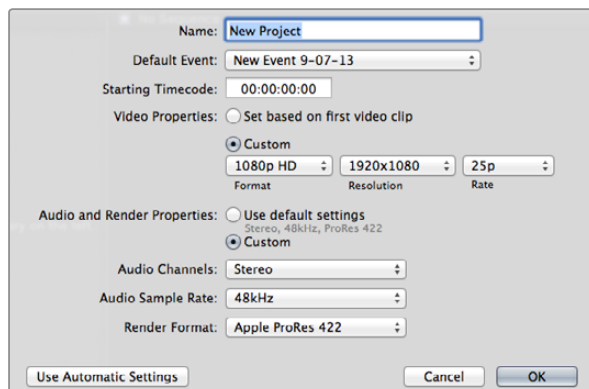 No Sequence
Name: New Project
Default Event: New Event 9-07-13
Starting Timecode: 00:00:00:00
Video Properties: Set based on first video clip
Custom
1080p HD 1920x1080 25p
Format Resolution Rate
Audio and Render Properties: Use default settings
Stereo, 48kHz, ProRes 422
Custom
Audio Channels: Stereo
Audio Sample Rate: 48kHz
Render Format: Apple ProRes 422
Use Automatic Settings Cancel OK